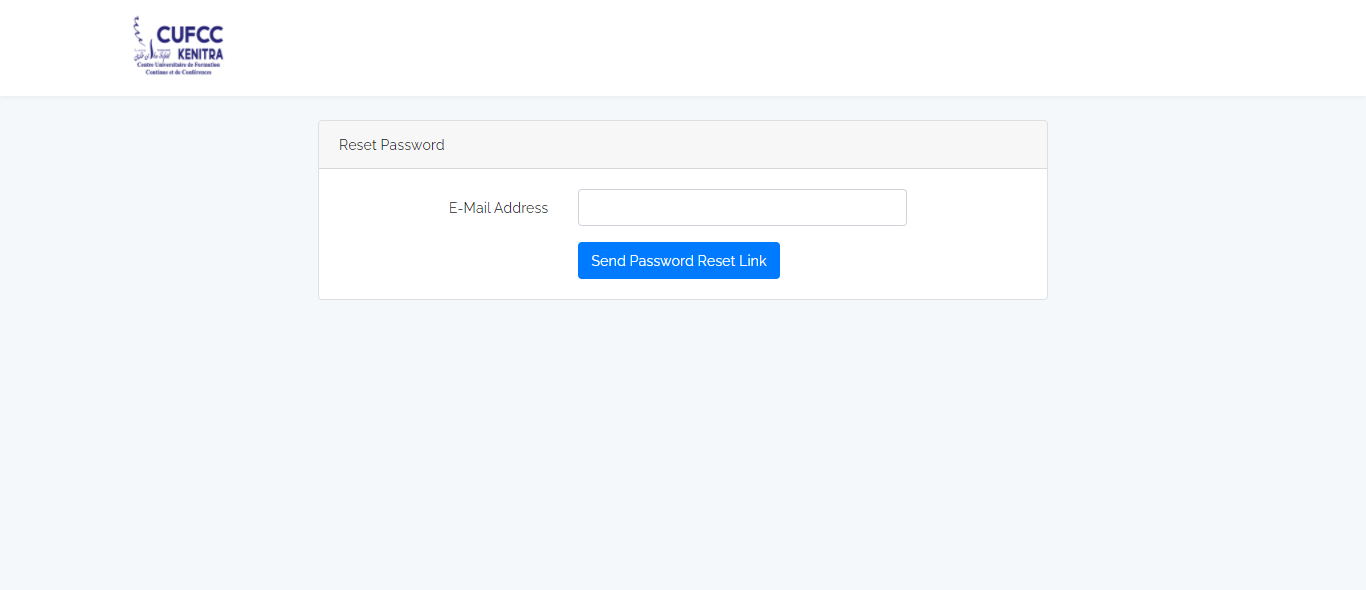 CUFCC
KENITRA
Centre Universitaire de Formation
Continue et de Conférences
Reset Password
E-Mail Address
Send Password Reset Link